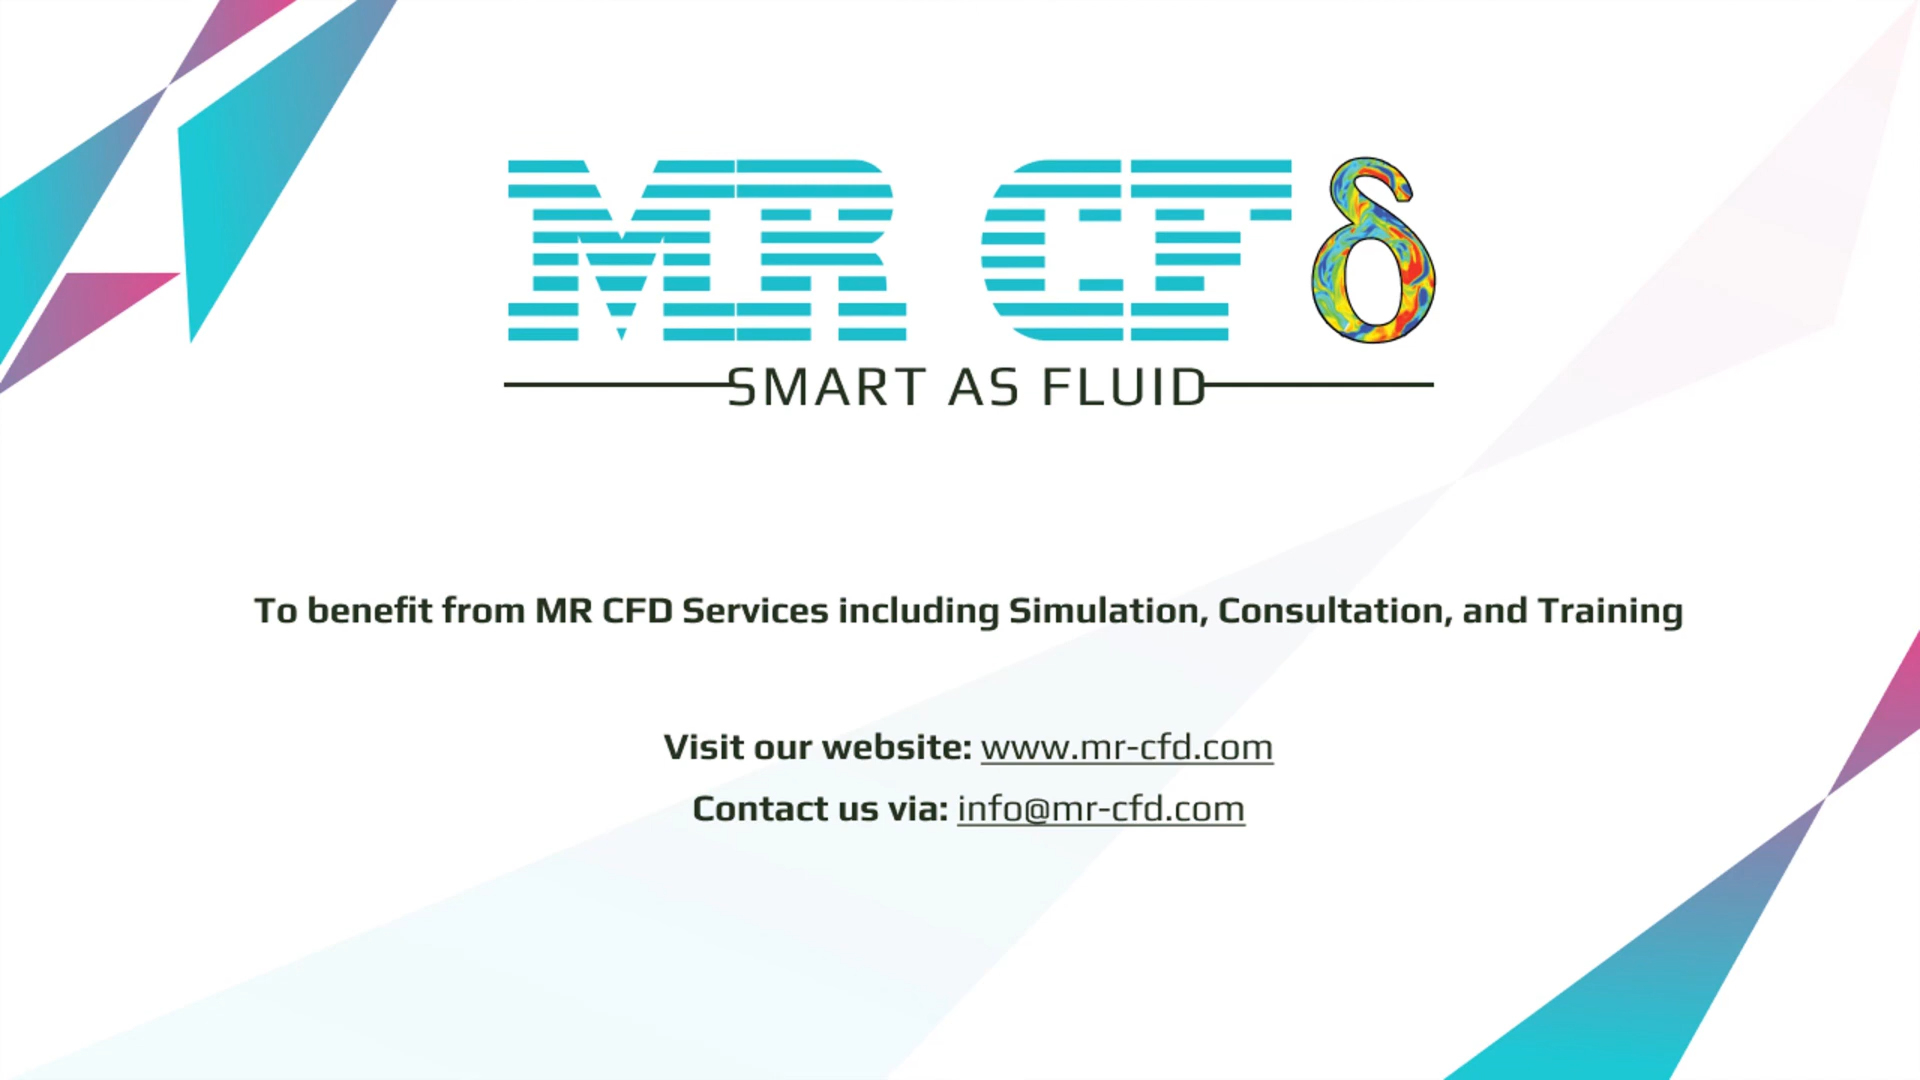 MR CFδ
SMART AS FLUID
To benefit from MR CFD Services including Simulation, Consultation, and Training
Visit our website: www.mr-cfd.com
Contact us via: info@mr-cfd.com